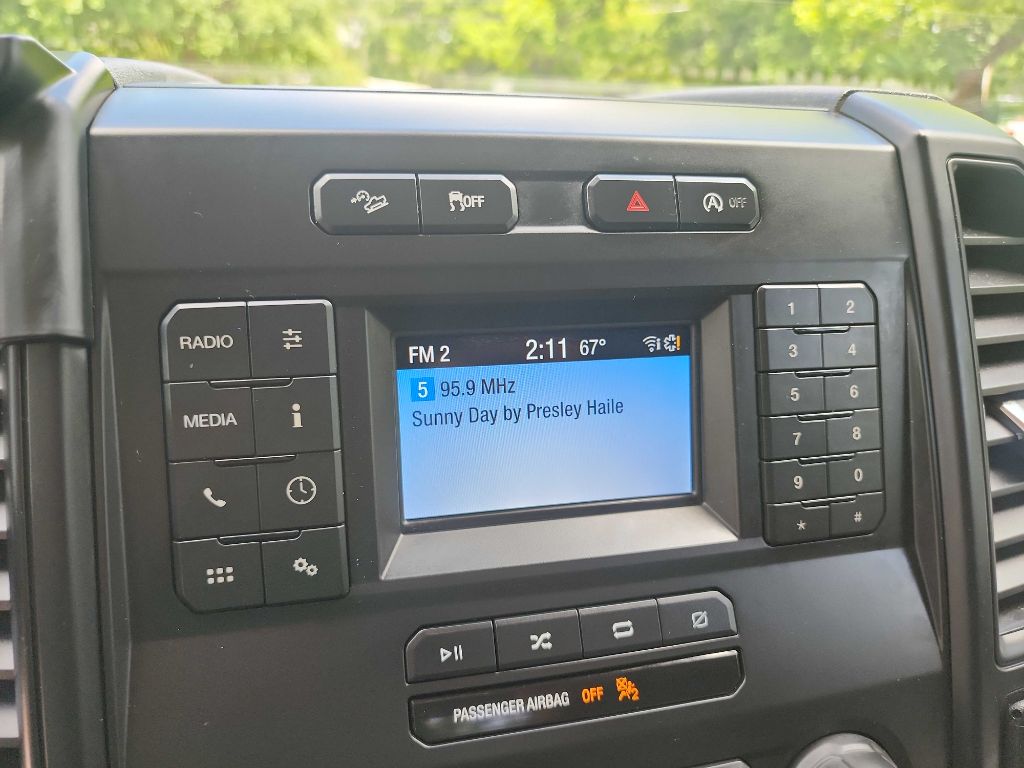 OFF
OFF
RADIO
MEDIA
FM 2 2:11 67°
5 95.9 MHz
Sunny Day by Presley Haile
1 2
3 4
5 6
7 8
9 0
* #
PASSENGER AIRBAG OFF 2